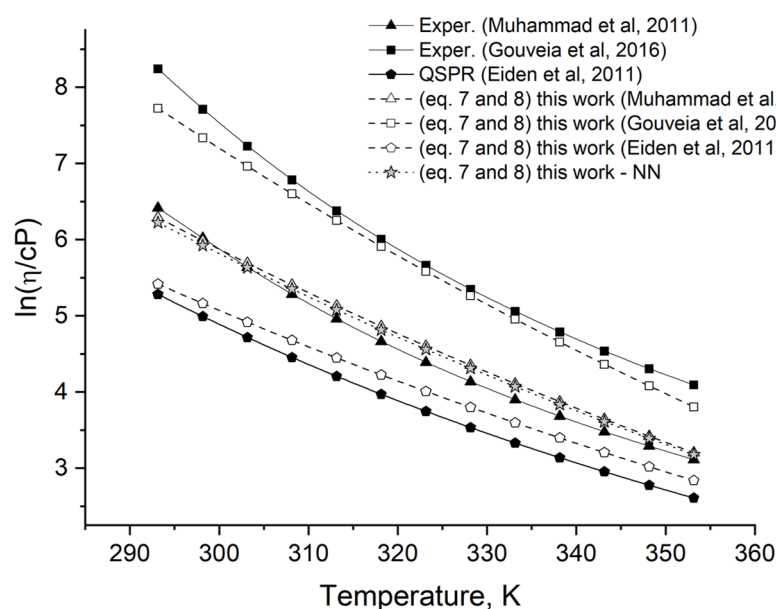 Exper. (Muhammad et al, 2011)
Exper. (Gouveia et al, 2016)
QSPR (Eiden et al, 2011)
(eq. 7 and 8) this work (Muhammad et al
(eq. 7 and 8) this work (Gouveia et al, 20
(eq. 7 and 8) this work (Eiden et al, 2011
(eq. 7 and 8) this work - NN
ln(η/cP)
8
7
6
5
4
3
290 300 310 320 330 340 350 360
Temperature, K